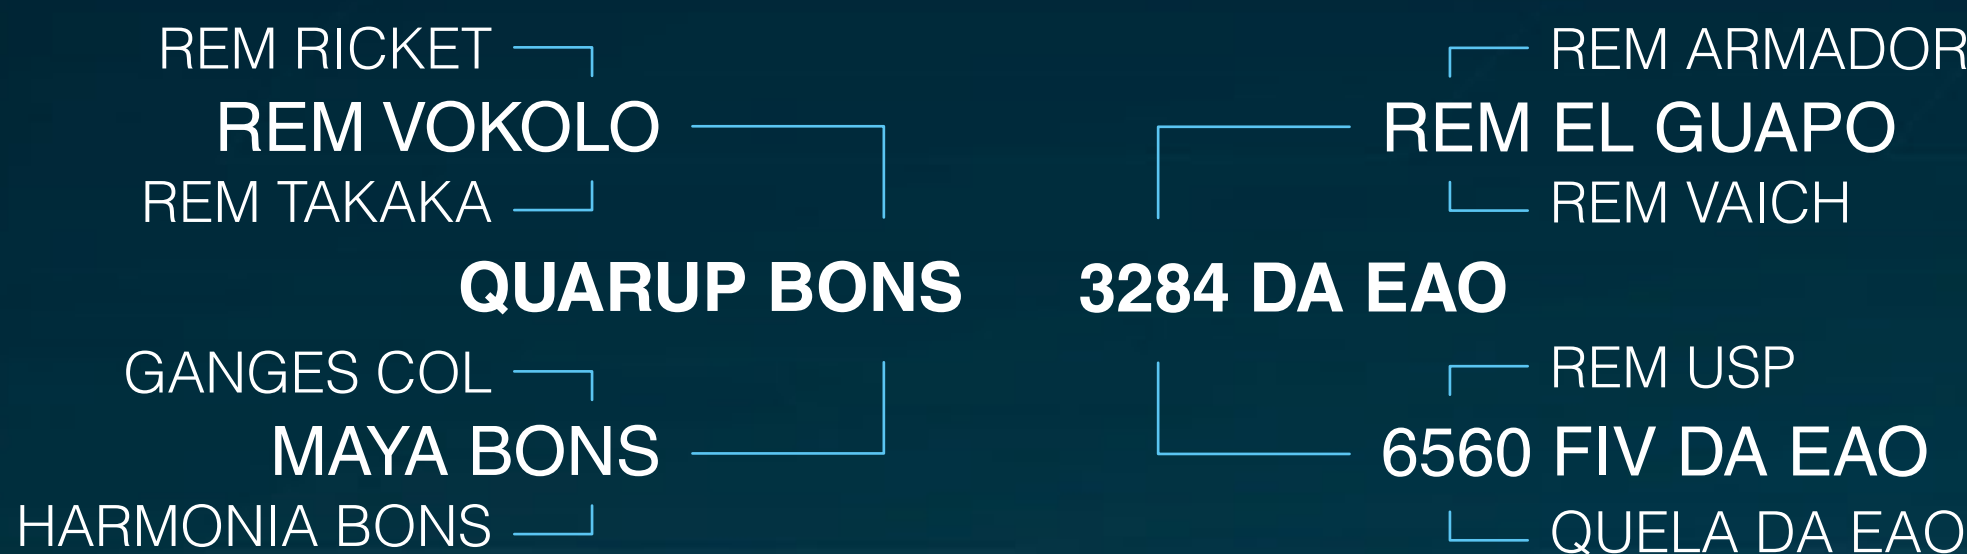 REM RICKET
REM ARMADOR
REM VOKOLO
REM EL GUAPO
REM TAKAKA
REM VAICH
QUARUP BONS
3284 DA EAO
GANGES COL
REM USP
MAYA BONS
6560 FIV DA EAO
HARMONIA BONS
QUELA DA EAO